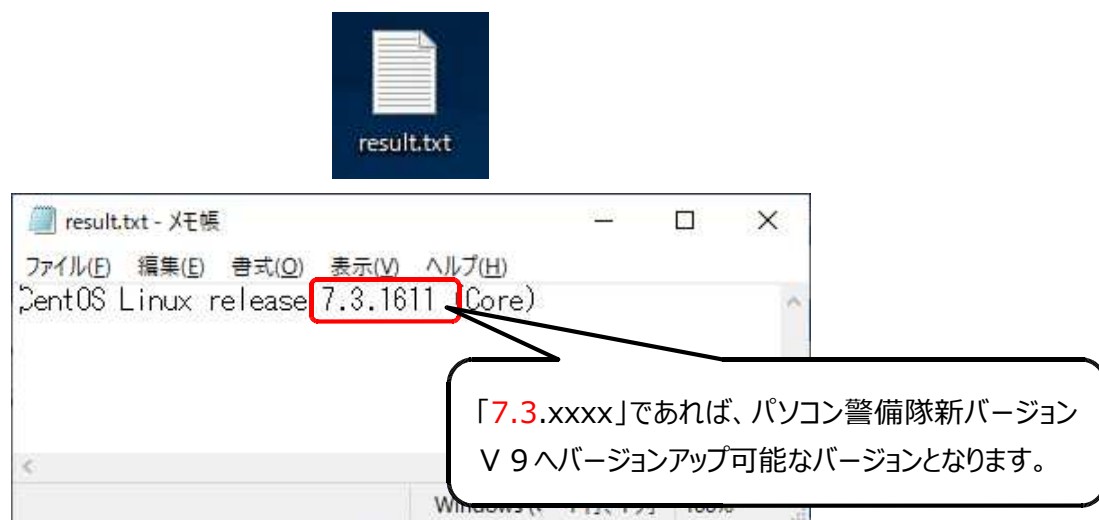 result.txt
result.txt - メモ帳
ファイル(F) 編集(E) 書式(O) 表示(V) ヘルプ(H)
CentOS Linux release 7.3.1611 (Core)
「7.3.xxxx」であれば、パソコン警備隊新バージョン
V 9 へバージョンアップ可能なバージョンとなります。